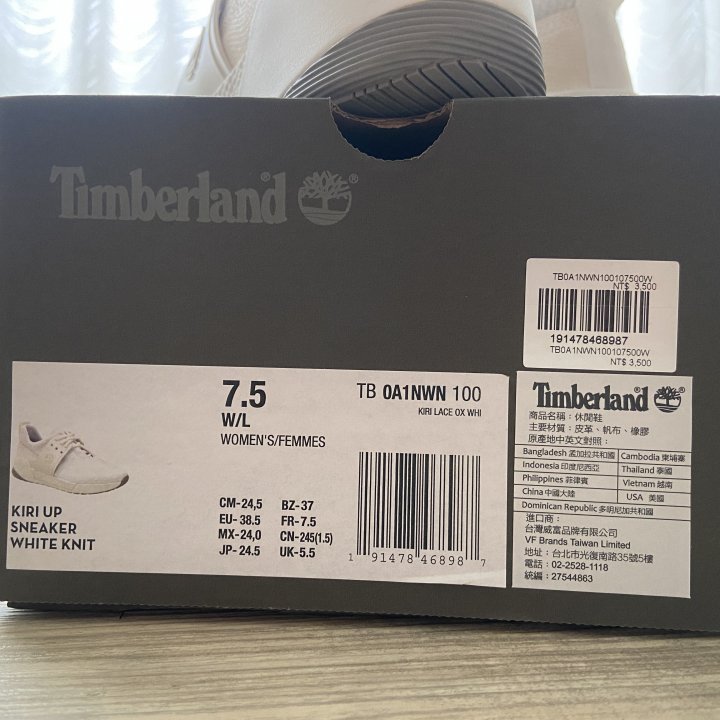 Timberland®
TB0A1NWN100107500W
NT$ 3,500
191478468987
TB0A1NWN100107500W
NT$ 3,500
7.5
W/L
WOMEN'S/FEMMES
TB 0A1NWN 100
KIRI LACE OX WHI
KIRI UP
SNEAKER
WHITE KNIT
CM-24,5 BZ-37
EU-38.5 FR-7.5
MX-24,0 CN-245(1.5)
JP-24.5 UK-5.5
1 91478 46898 7
Timberland
商品名稱：休閒鞋
主要材質：皮革、帆布、橡膠
原產地中英文對照：
Bangladesh 孟加拉共和國 Cambodia 柬埔寨
Indonesia 印度尼西亞 Thailand 泰國
Philippines 菲律賓 Vietnam 越南
China 中國大陸 USA 美國
Dominican Republic 多明尼加共和國
進口商：
台灣威富品牌有限公司
VF Brands Taiwan Limited
地址：台北市光復南路35號5樓
電話：02-2528-1118
統編：27544863